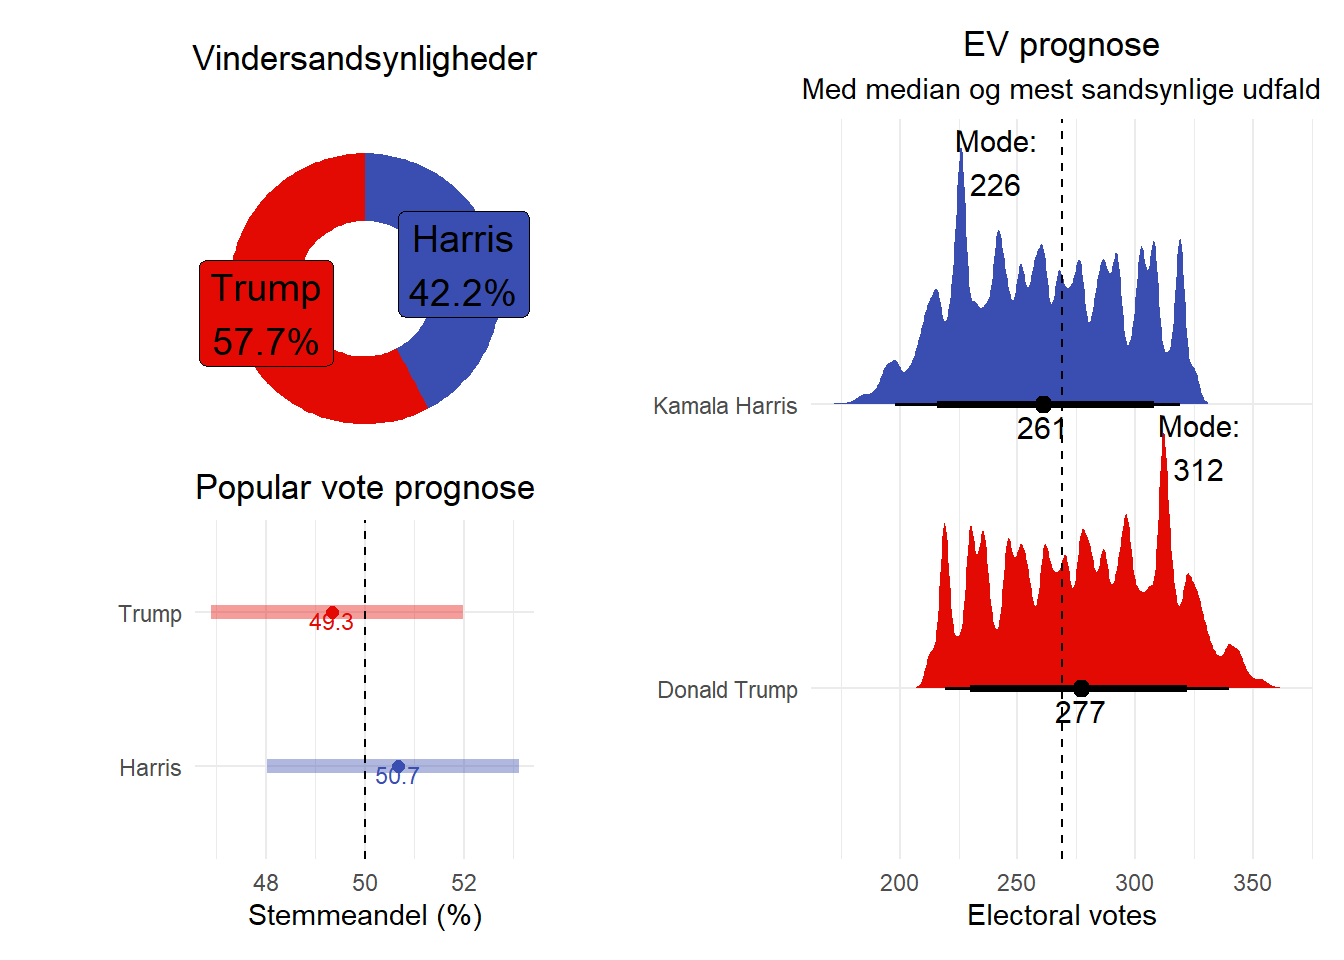 Vindersandsynligheder
Harris
42.2%
Trump
57.7%
Popular vote prognose
Trump
49.3
Harris
50.7
48 50 52
Stemmeandel (%)
EV prognose
Med median og mest sandsynlige udfald
Mode:
226
Kamala Harris
261
Mode:
312
Donald Trump
277
200 250 300 350
Electoral votes